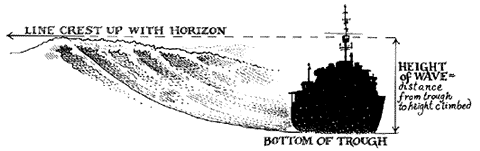 LINE CREST UP WITH HORIZON
HEIGHT
of WAVE=
distance
from trough
to height climbed
BOTTOM OF TROUGH